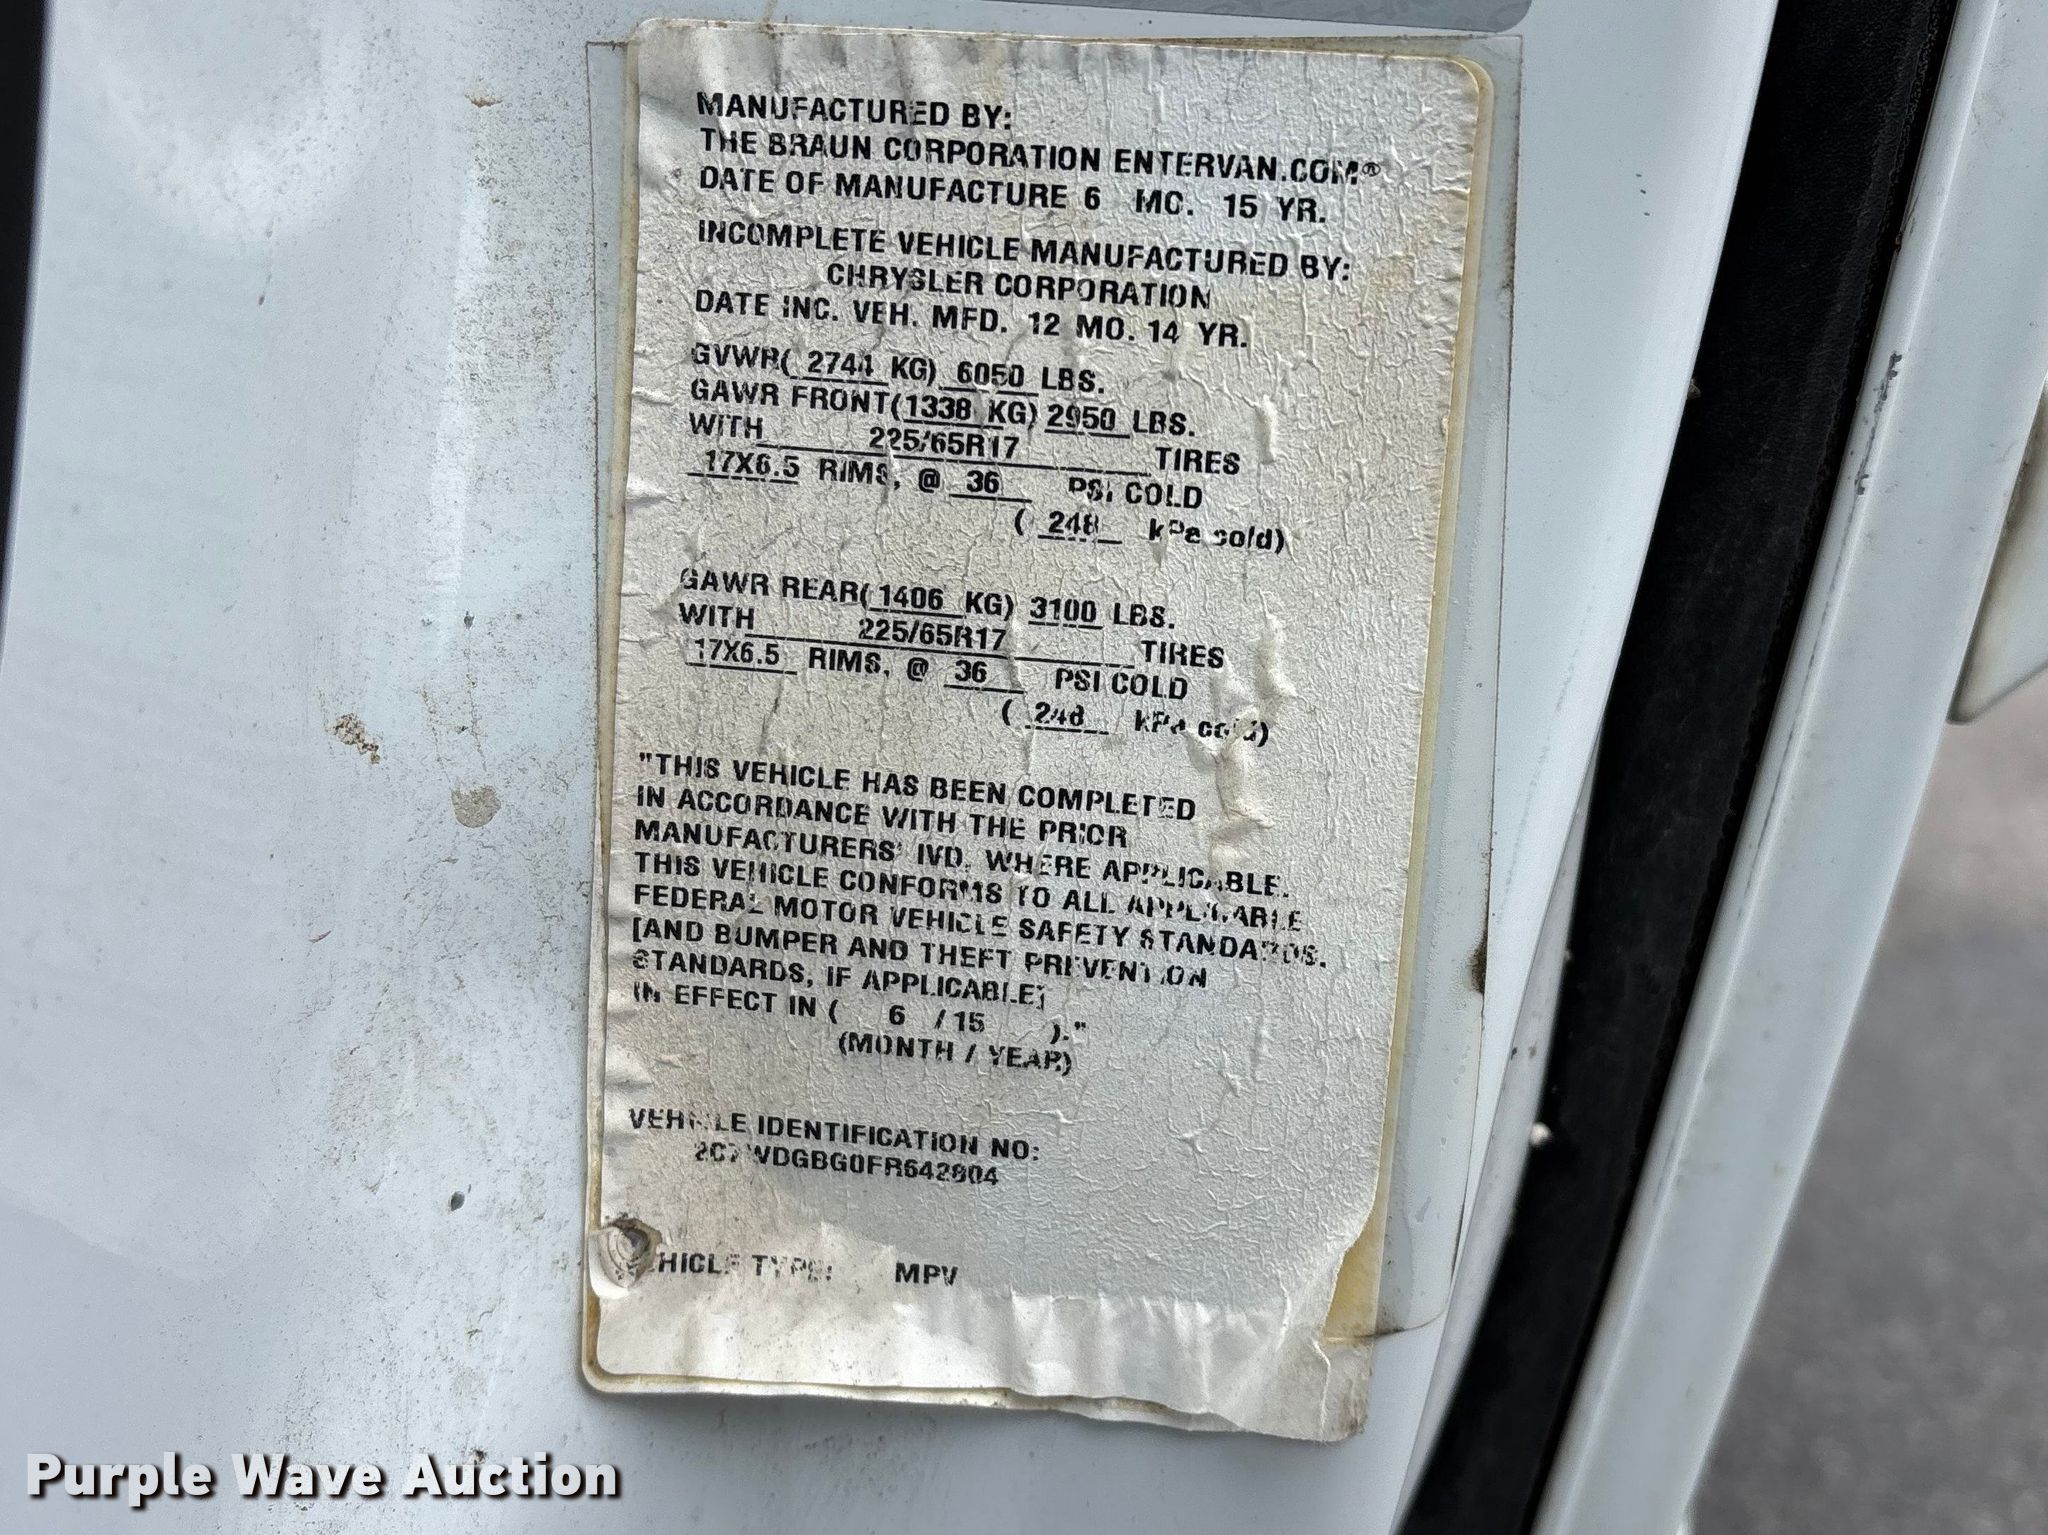 MANUFACTURED BY:
THE BRAUN CORPORATION ENTERVAN.COM®
DATE OF MANUFACTURE 6 MO. 15 YR.
INCOMPLETE VEHICLE MANUFACTURED BY:
CHRYSLER CORPORATION
DATE INC. VEH. MFD. 12 MO. 14 YR.
GVWR( 2744 KG) 6050 LBS.
GAWR FRONT(1338 KG) 2950 LBS.
WITH 225/65R17 TIRES
17X6.5 RIMS, @ 36 PSI COLD
( 248 kPa cold)
GAWR REAR( 1406 KG) 3100 LBS.
WITH 225/65R17 TIRES
17X6.5 RIMS, @ 36 PSI COLD
( 248 kPa cold)
"THIS VEHICLE HAS BEEN COMPLETED
IN ACCORDANCE WITH THE PRIOR
MANUFACTURERS' IVD, WHERE APPLICABLE.
THIS VEHICLE CONFORMS TO ALL APPLICABLE
FEDERAL MOTOR VEHICLE SAFETY STANDARDS.
[AND BUMPER AND THEFT PREVENTION
STANDARDS, IF APPLICABLE]
IN EFFECT IN ( 6 / 15 )."
(MONTH / YEAR)
VEHICLE IDENTIFICATION NO:
2C7WDGBG0FR642804
VEHICLE TYPE: MPV
Purple Wave Auction